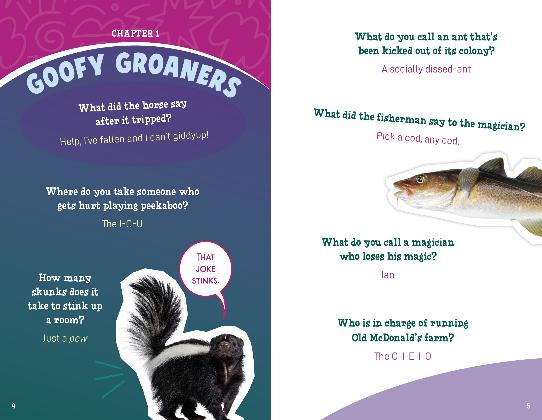 CHAPTER 1
GOOFY GROANERS
What did the horse say
after it tripped?
Help, I've fallen and I can't giddyup!
Where do you take someone who
gets hurt playing peekaboo?
The I-C-U
How many
skunks does it
take to stink up
a room?
Just a pew
THAT
JOKE
STINKS.
4
What do you call an ant that's
been kicked out of its colony?
A socially dissed-ant
What did the fisherman say to the magician?
Pick a cod, any cod.
What do you call a magician
who loses his magic?
Ian
Who is in charge of running
Old McDonald's farm?
The C-I-E-I-O
5